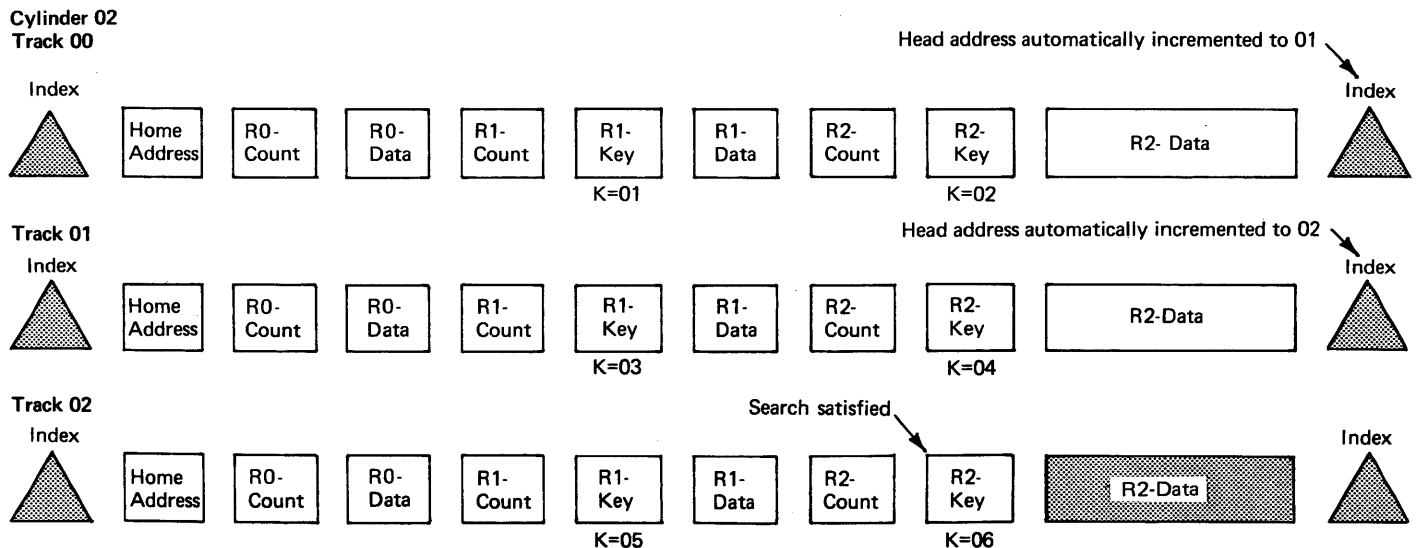 Cylinder 02
Track 00
Head address automatically incremented to 01
Index
Index
Home Address
R0-Count
R0-Data
R1-Count
R1-Key
R1-Data
R2-Count
R2-Key
R2- Data
K=01
K=02
Track 01
Head address automatically incremented to 02
Index
Index
Home Address
R0-Count
R0-Data
R1-Count
R1-Key
R1-Data
R2-Count
R2-Key
R2-Data
K=03
K=04
Track 02
Search satisfied
Index
Index
Home Address
R0-Count
R0-Data
R1-Count
R1-Key
R1-Data
R2-Count
R2-Key
R2-Data
K=05
K=06